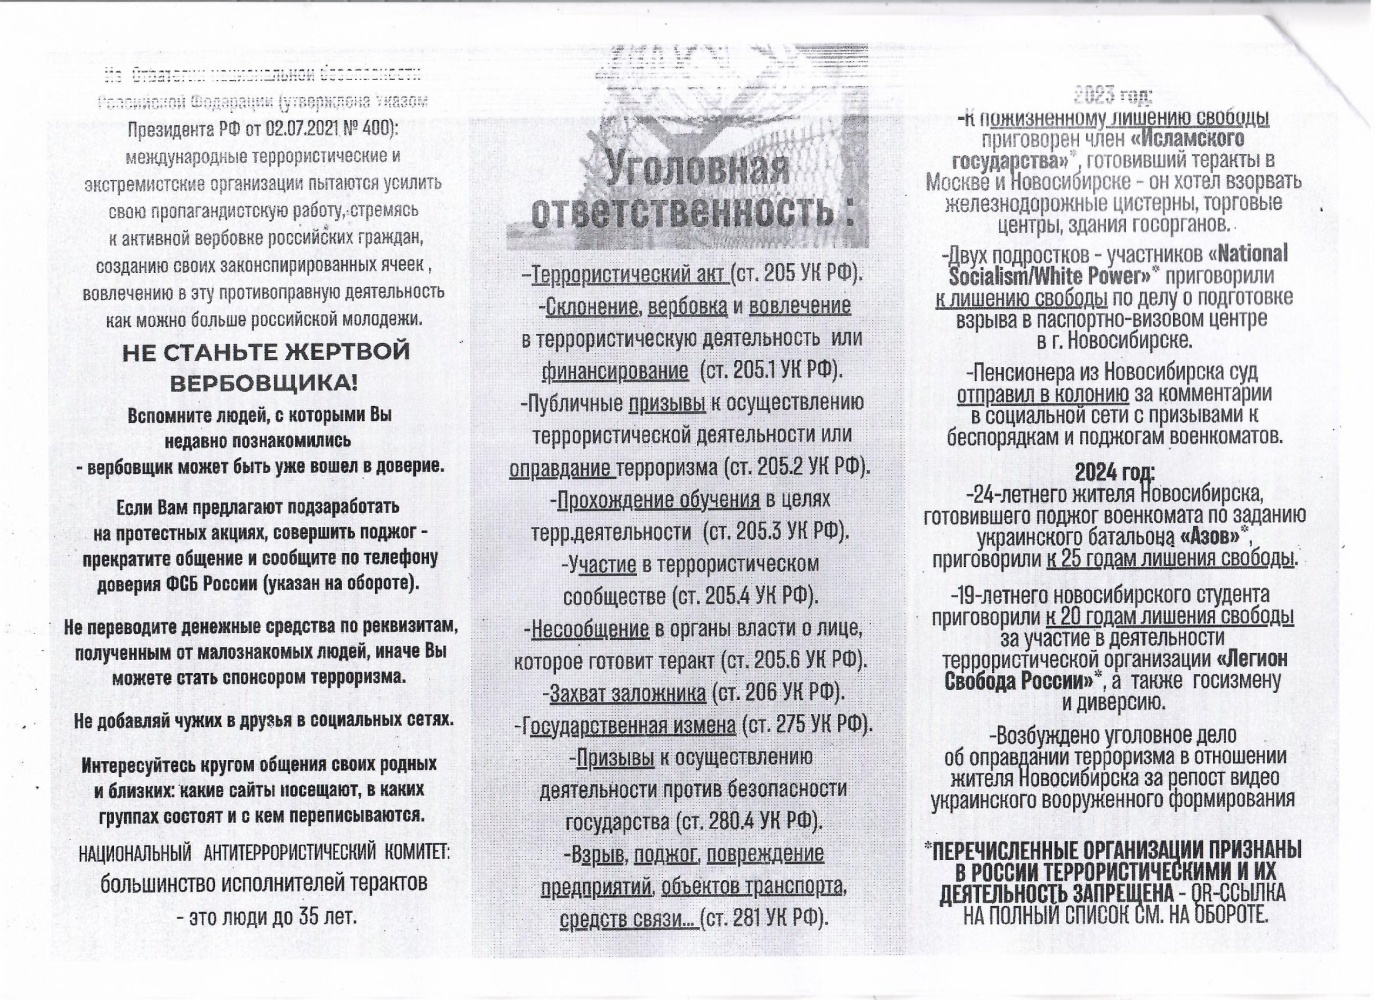 Из Стратегии национальной безопасности
Российской Федарации (утверждена Указом
Президента РФ от 02.07.2021 № 400):
международные террористические и
экстремистские организации пытаются усилить
свою пропагандистскую работу, стремясь
к активной вербовке российских граждан,
созданию своих законспирированных ячеек ,
вовлечению в эту противоправную деятельность
как можно больше российской молодежи.
НЕ СТАНЬТЕ ЖЕРТВОЙ
ВЕРБОВЩИКА!
Вспомните людей, с которыми Вы
недавно познакомились
- вербовщик может быть уже вошел в доверие.
Если Вам предлагают подзаработать
на протестных акциях, совершить поджог -
прекратите общение и сообщите по телефону
доверия ФСБ России (указан на обороте).
Не переводите денежные средства по реквизитам,
полученным от малознакомых людей, иначе Вы
можете стать спонсором терроризма.
Не добавляй чужих в друзья в социальных сетях.
Интересуйтесь кругом общения своих родных
и близких: какие сайты посещают, в каких
группах состоят и с кем переписываются.
НАЦИОНАЛЬНЫЙ АНТИТЕРРОРИСТИЧЕСКИЙ КОМИТЕТ:
большинство исполнителей терактов
- это люди до 35 лет.
Уголовная
ответственность :
-Террористический акт (ст. 205 УК РФ).
-Склонение, вербовка и вовлечение
в террористическую деятельность или
финансирование (ст. 205.1 УК РФ).
-Публичные призывы к осуществлению
террористической деятельности или
оправдание терроризма (ст. 205.2 УК РФ).
-Прохождение обучения в целях
терр.деятельности (ст. 205.3 УК РФ).
-Участие в террористическом
сообществе (ст. 205.4 УК РФ).
-Несообщение в органы власти о лице,
которое готовит теракт (ст. 205.6 УК РФ).
-Захват заложника (ст. 206 УК РФ).
-Государственная измена (ст. 275 УК РФ).
-Призывы к осуществлению
деятельности против безопасности
государства (ст. 280.4 УК РФ).
-Взрыв, поджог, повреждение
предприятий, объектов транспорта,
средств связи... (ст. 281 УК РФ).
2023 год:
-К пожизненному лишению свободы
приговорен член «Исламского
государства»*, готовивший теракты в
Москве и Новосибирске - он хотел взорвать
железнодорожные цистерны, торговые
центры, здания госорганов.
-Двух подростков - участников «National
Socialism/White Power»* приговорили
к лишению свободы по делу о подготовке
взрыва в паспортно-визовом центре
в г. Новосибирске.
-Пенсионера из Новосибирска суд
отправил в колонию за комментарии
в социальной сети с призывами к
беспорядкам и поджогам военкоматов.
2024 год:
-24-летнего жителя Новосибирска,
готовившего поджог военкомата по заданию
украинского батальона «Азов»*,
приговорили к 25 годам лишения свободы.
-19-летнего новосибирского студента
приговорили к 20 годам лишения свободы
за участие в деятельности
террористической организации «Легион
Свобода России»*, а также госизмену
и диверсию.
-Возбуждено уголовное дело
об оправдании терроризма в отношении
жителя Новосибирска за репост видео
украинского вооруженного формирования
*ПЕРЕЧИСЛЕННЫЕ ОРГАНИЗАЦИИ ПРИЗНАНЫ
В РОССИИ ТЕРРОРИСТИЧЕСКИМИ И ИХ
ДЕЯТЕЛЬНОСТЬ ЗАПРЕЩЕНА - QR-ССЫЛКА
НА ПОЛНЫЙ СПИСОК СМ. НА ОБОРОТЕ.